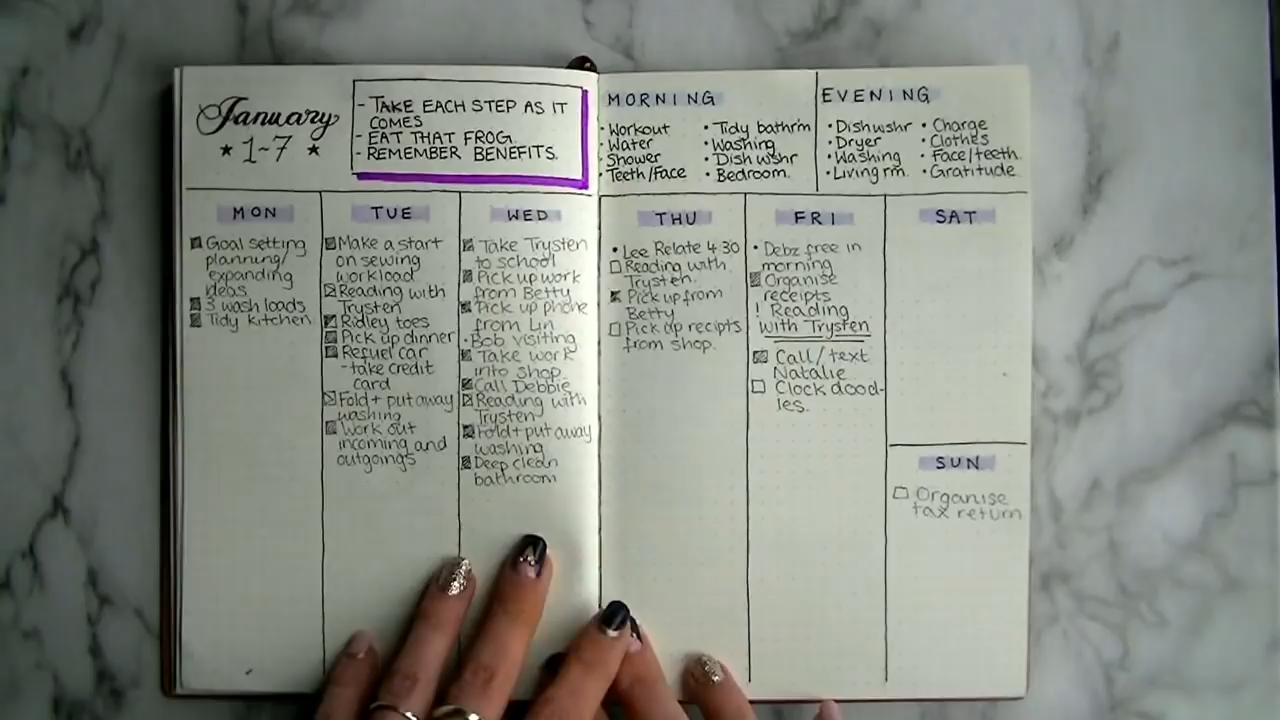 January
★ 1-7 ★
- TAKE EACH STEP AS IT
COMES
- EAT THAT FROG.
- REMEMBER BENEFITS.
MORNING
• Workout
• Water
• Shower
• Teeth/Face
• Tidy bathr'm
• Washing
• Dish wshr
• Bedroom.
EVENING
• Dishwshr
• Dryer
• Washing
• Living rm.
• Charge
• Clothes
• Face/teeth.
• Gratitude.
MON
Goal setting
planning/
expanding
ideas
3 wash loads
Tidy kitchen
TUE
Make a start
on sewing
workload
Reading with
Trysten
Ridley toes
Pick up dinner
Refuel car
- take credit
card
Fold + put away
washing
Work out
incoming and
outgoings
WED
Take Trysten
to school
Pick up work
from Betty
Pick up phone
from Lin
• Bob visiting
Take work
into shop.
Call Debbie
Reading with
Trysten
Fold + put away
washing
Deep clean
bathroom
THU
• Lee Relate 4·30
Reading with
Trysten.
Pick up from
Betty
Pick up recipts
from shop.
FRI
• Debz free in
morning
Organise
receipts
! Reading
with Trysten
Call/text
Natalie
Clock dood-
les.
SAT
SUN
Organise
tax return